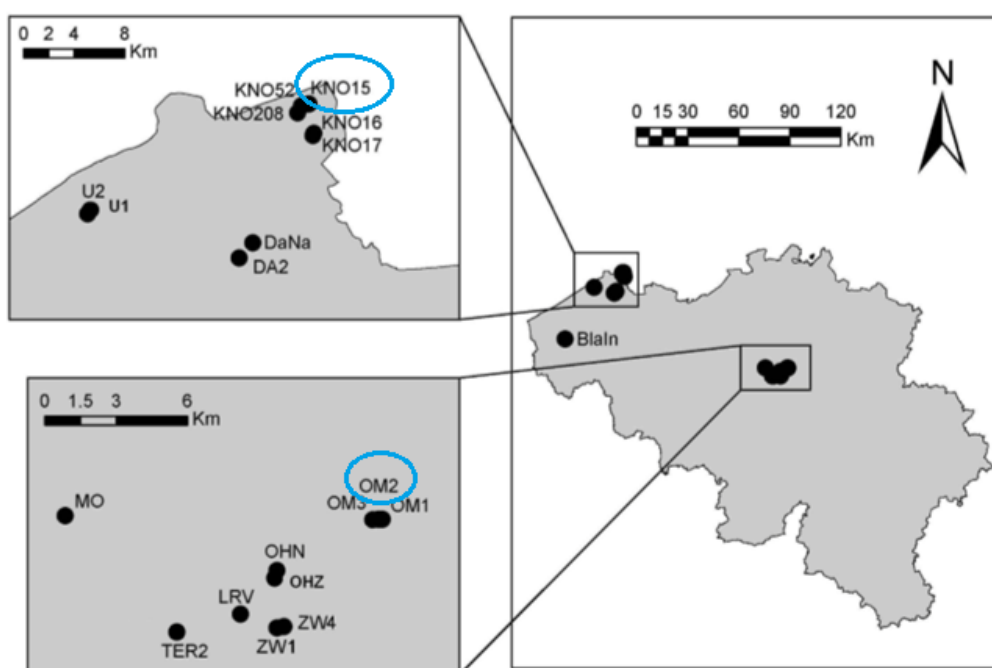 0 2 4 8
Km
KNO52
KNO15
KNO208
KNO16
KNO17
U2
U1
DaNa
DA2
0 1.5 3 6
Km
MO
OM2
OM3
OM1
OHN
OHZ
LRV
ZW4
ZW1
TER2
N
0 15 30 60 90 120
Km
BlaIn